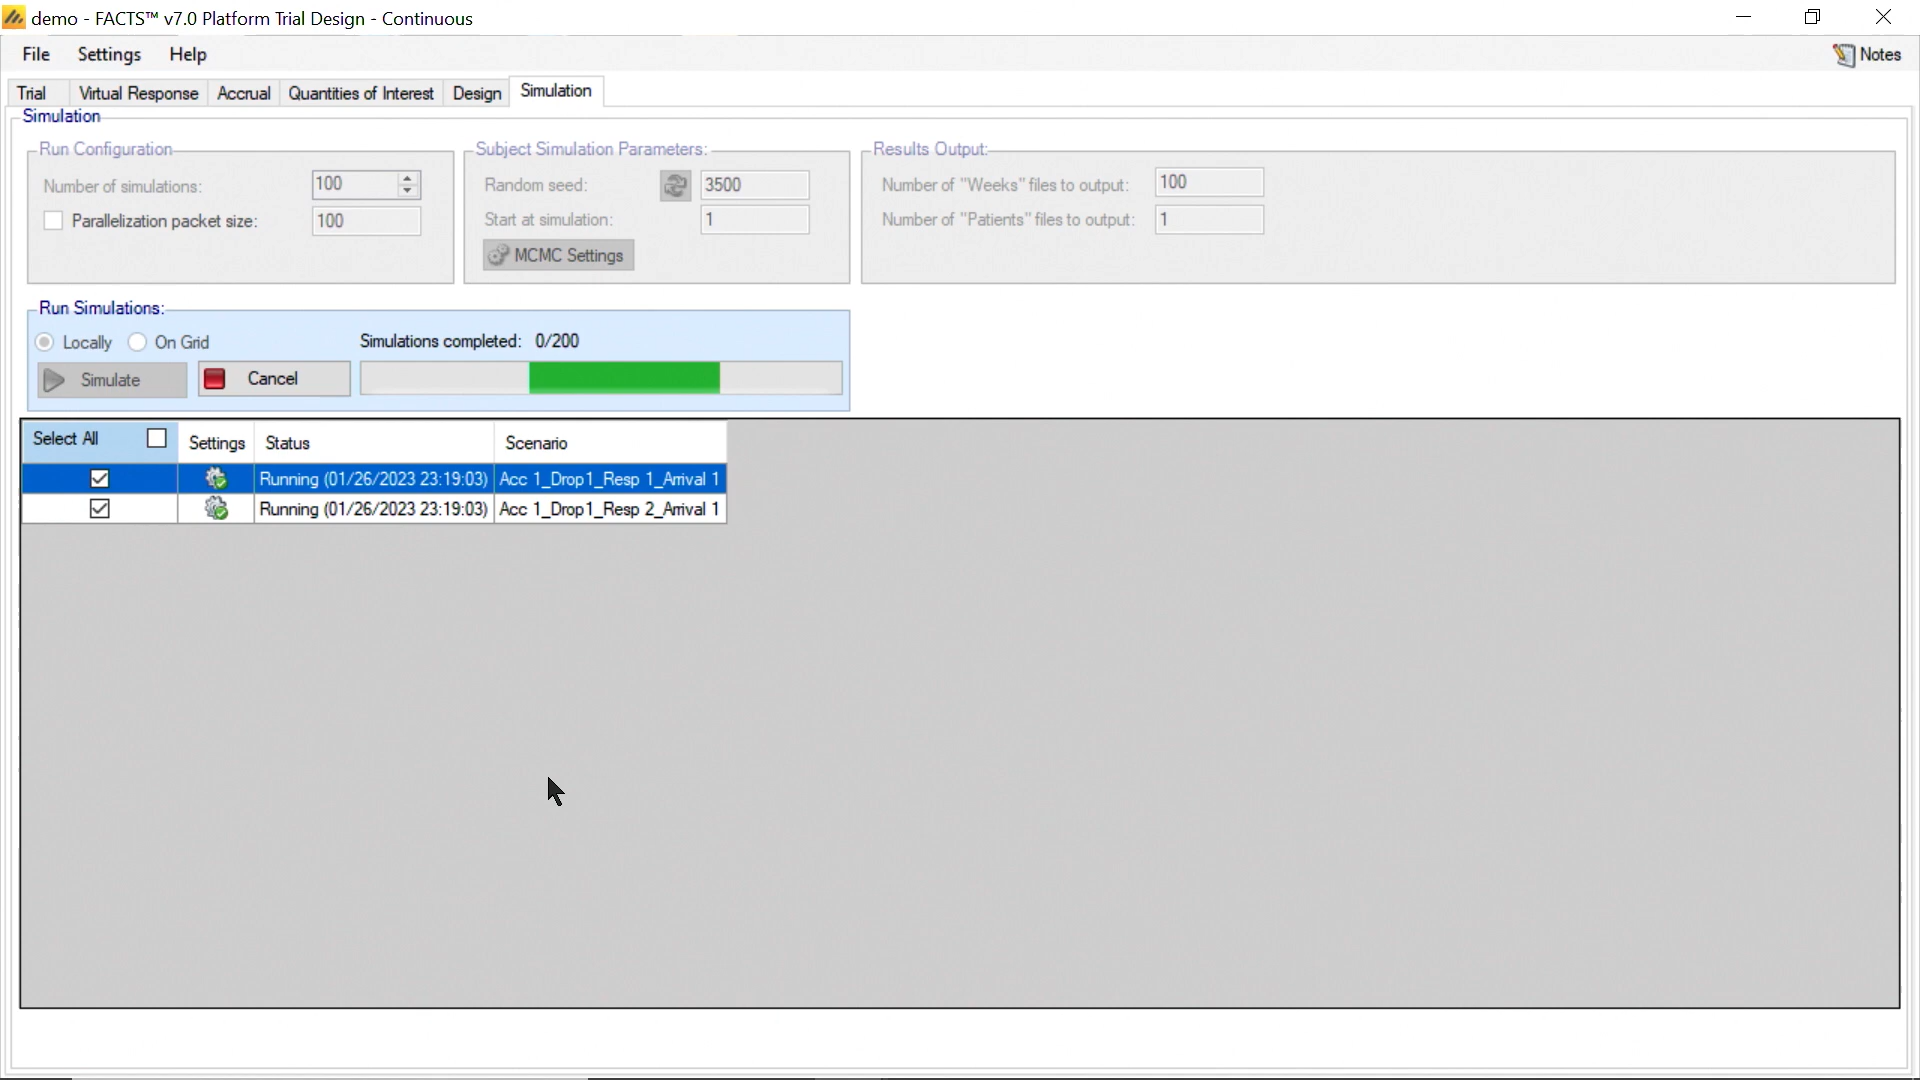 demo - FACTS™ v7.0 Platform Trial Design - Continuous
File Settings Help Notes
Trial Virtual Response Accrual Quantities of Interest Design Simulation
Simulation
Run Configuration
Number of simulations: 100
Parallelization packet size: 100
Subject Simulation Parameters:
Random seed: 3500
Start at simulation: 1
MCMC Settings
Results Output:
Number of "Weeks" files to output: 100
Number of "Patients" files to output: 1
Run Simulations:
Locally On Grid Simulations completed: 0/200
Simulate Cancel
Select All Settings Status Scenario
Running (01/26/2023 23:19:03) Acc 1_Drop1_Resp 1_Arrival 1
Running (01/26/2023 23:19:03) Acc 1_Drop1_Resp 2_Arrival 1